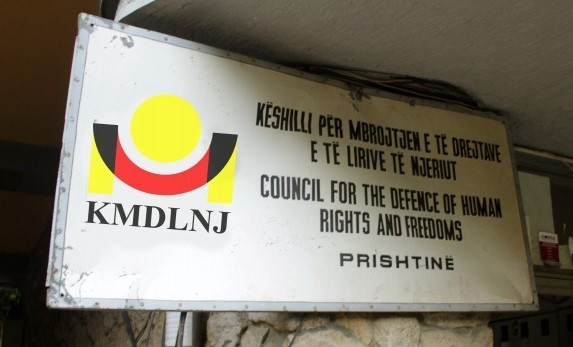 KËSHILLI PËR MBROJTJEN E TË DREJTAVE
E TË LIRIVE TË NJERIUT
COUNCIL FOR THE DEFENCE OF HUMAN
RIGHTS AND FREEDOMS
PRISHTINË
KMDLNJ